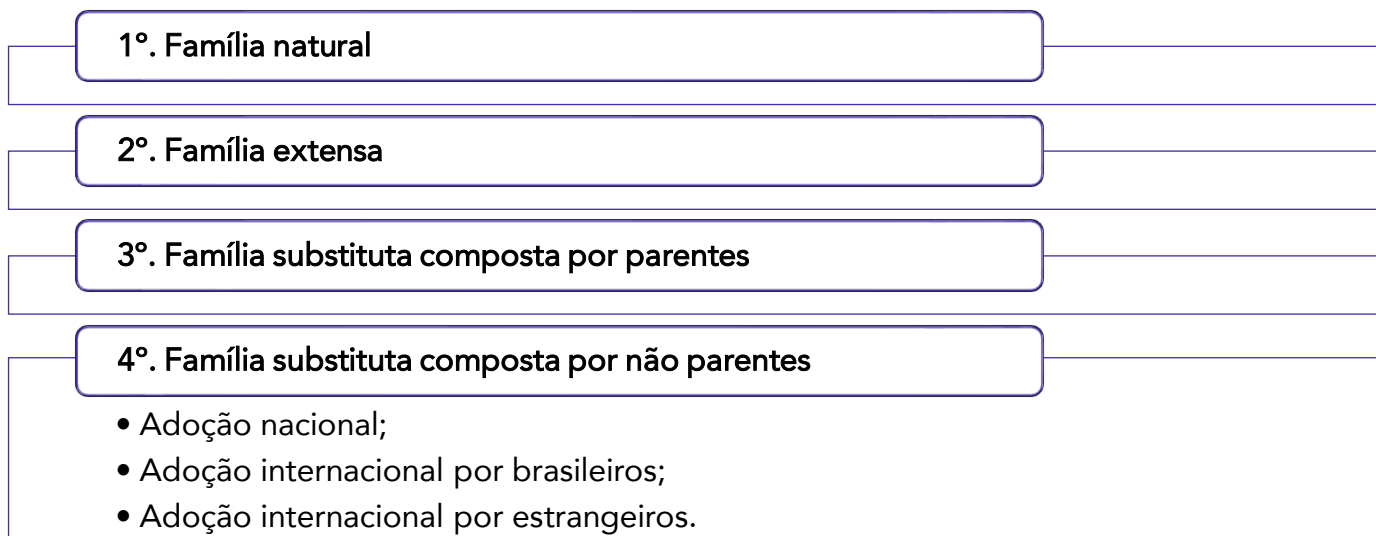 1º. Família natural
2º. Família extensa
3º. Família substituta composta por parentes
4º. Família substituta composta por não parentes
• Adoção nacional;
• Adoção internacional por brasileiros;
• Adoção internacional por estrangeiros.